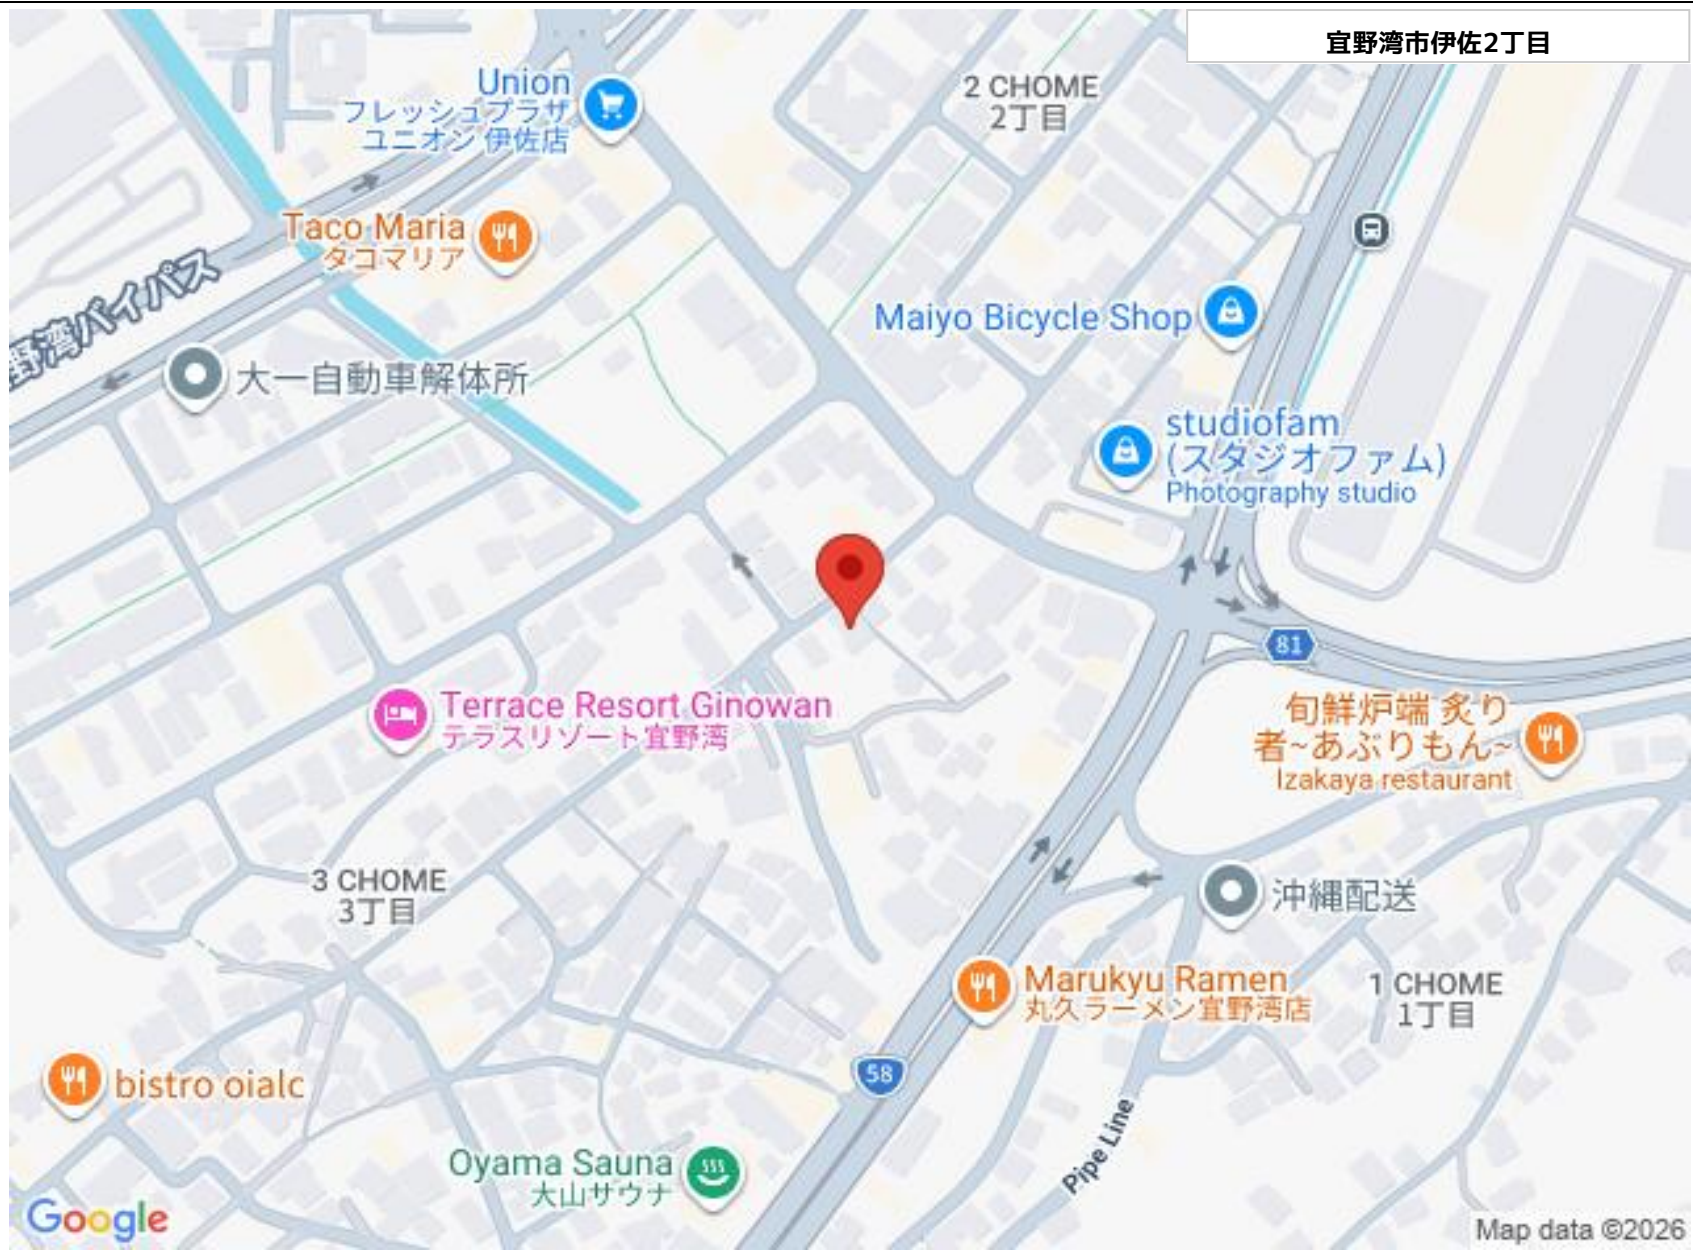 宜野湾市伊佐2丁目
Union
フレッシュプラザ
ユニオン 伊佐店
2 CHOME
2丁目
Taco Maria
タコマリア
野湾バイパス
Maiyo Bicycle Shop
大一自動車解体所
studiofam
(スタジオファム)
Photography studio
81
Terrace Resort Ginowan
テラスリゾート宜野湾
旬鮮炉端 炙り
者~あぶりもん~
Izakaya restaurant
3 CHOME
3丁目
沖縄配送
Marukyu Ramen
丸久ラーメン宜野湾店
1 CHOME
1丁目
58
bistro oialc
Pipe Line
Oyama Sauna
大山サウナ
Google
Map data ©2026